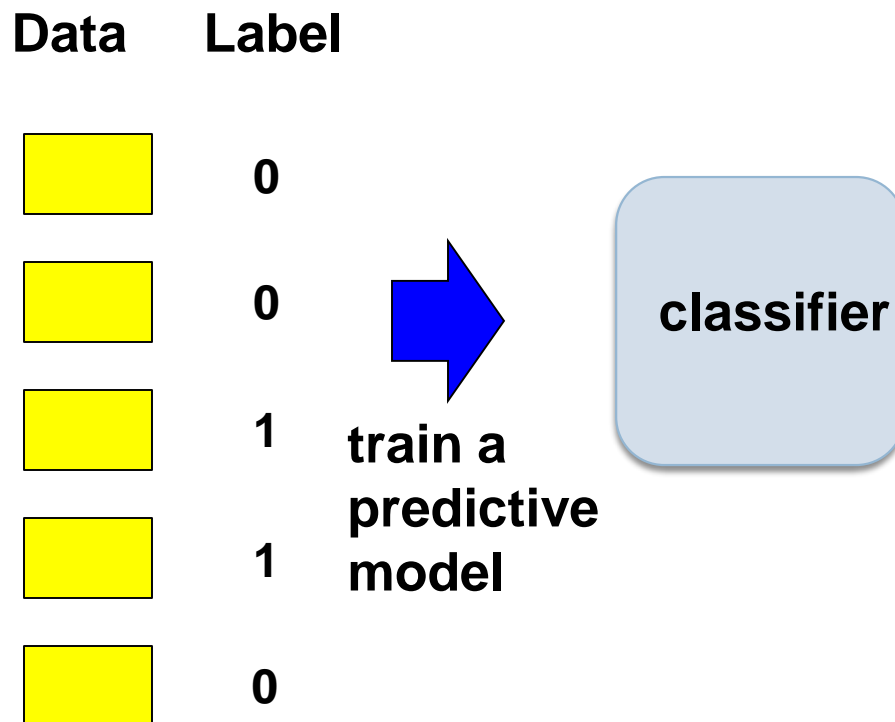 Data Label
0
0
1
1
0
train a
predictive
model
classifier